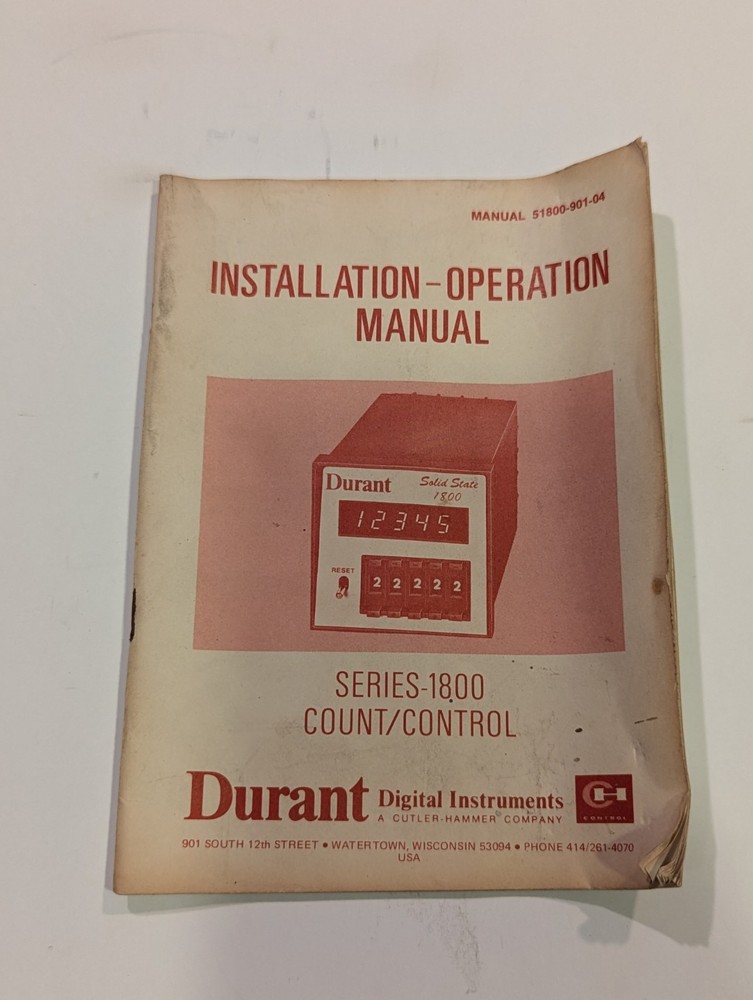 MANUAL 51800-901-04
INSTALLATION-OPERATION
MANUAL
Durant
Solid State
1800
12345
RESET
2 2 2 2 2
SERIES-1800
COUNT/CONTROL
Durant Digital Instruments
A CUTLER-HAMMER COMPANY
CH
CONTROL
901 SOUTH 12th STREET • WATERTOWN, WISCONSIN 53094 • PHONE 414/261-4070
USA